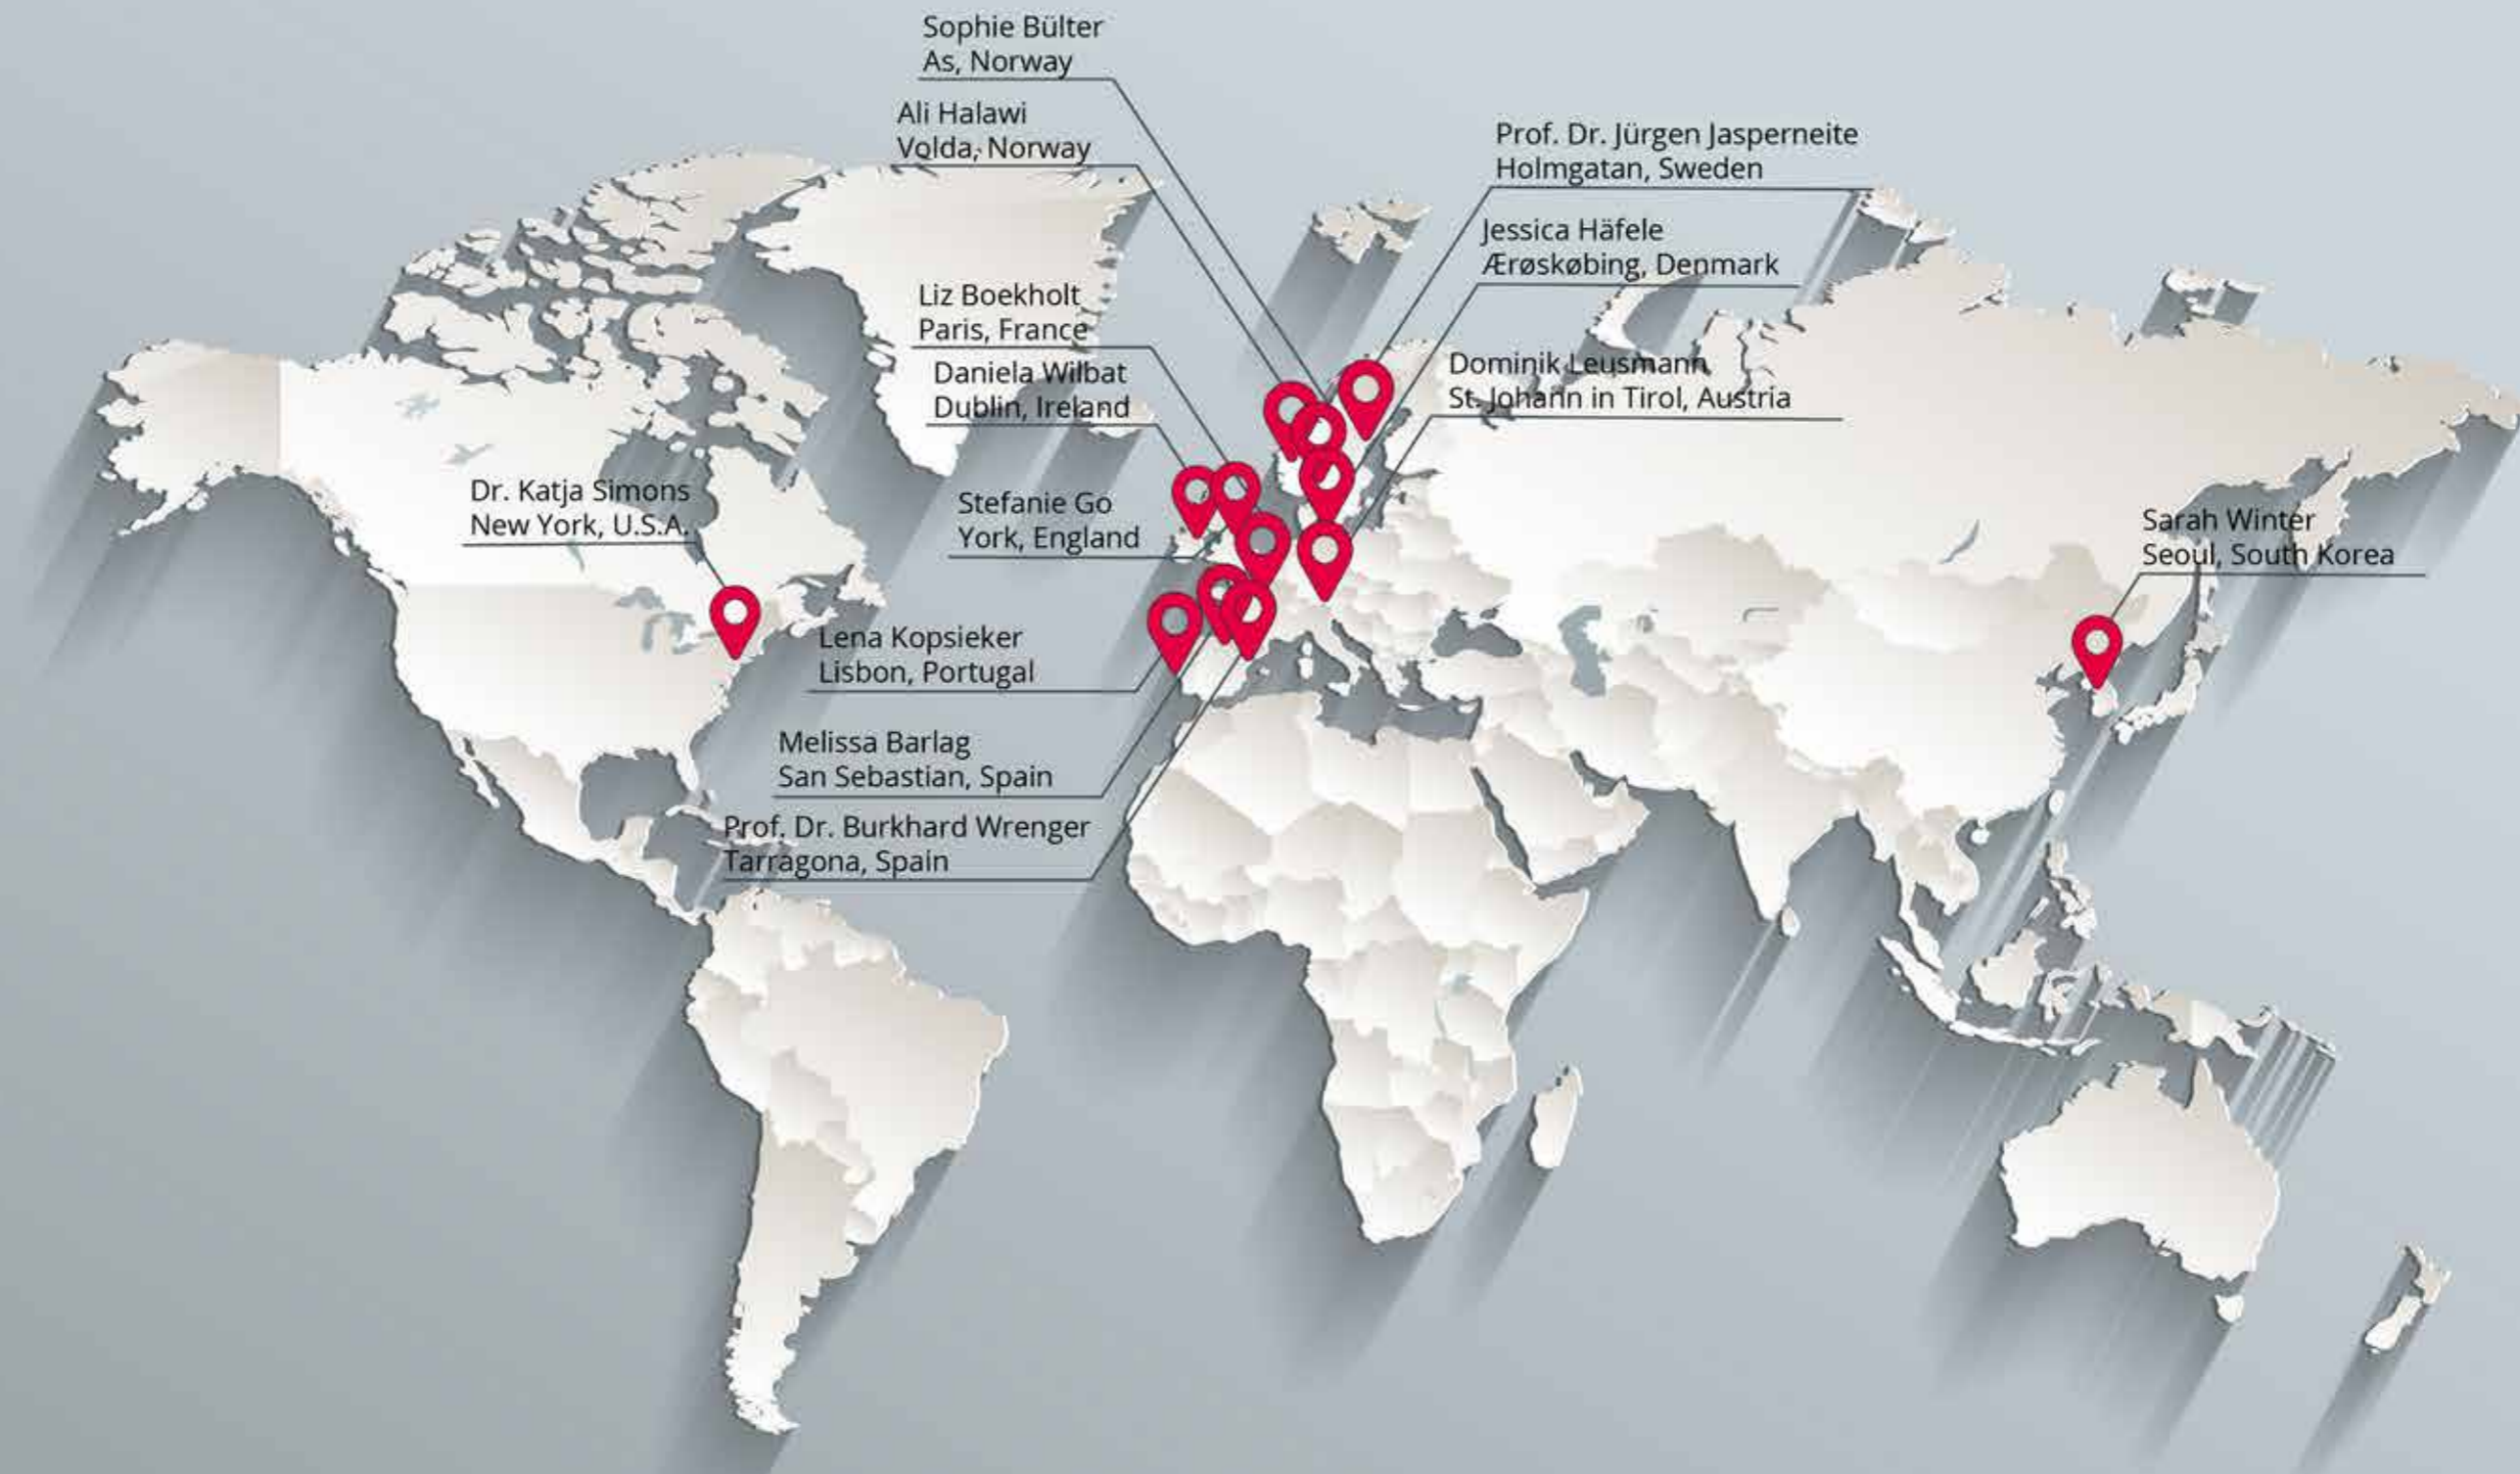 Sophie Bülter
As, Norway
Ali Halawi
Volda, Norway
Prof. Dr. Jürgen Jasperneite
Holmgatan, Sweden
Jessica Häfele
Ærøskøbing, Denmark
Liz Boekholt
Paris, France
Daniela Wilbat
Dublin, Ireland
Dominik Leusmann
St. Johann in Tirol, Austria
Dr. Katja Simons
New York, U.S.A.
Stefanie Go
York, England
Sarah Winter
Seoul, South Korea
Lena Kopsieker
Lisbon, Portugal
Melissa Barlag
San Sebastian, Spain
Prof. Dr. Burkhard Wrenger
Tarragona, Spain